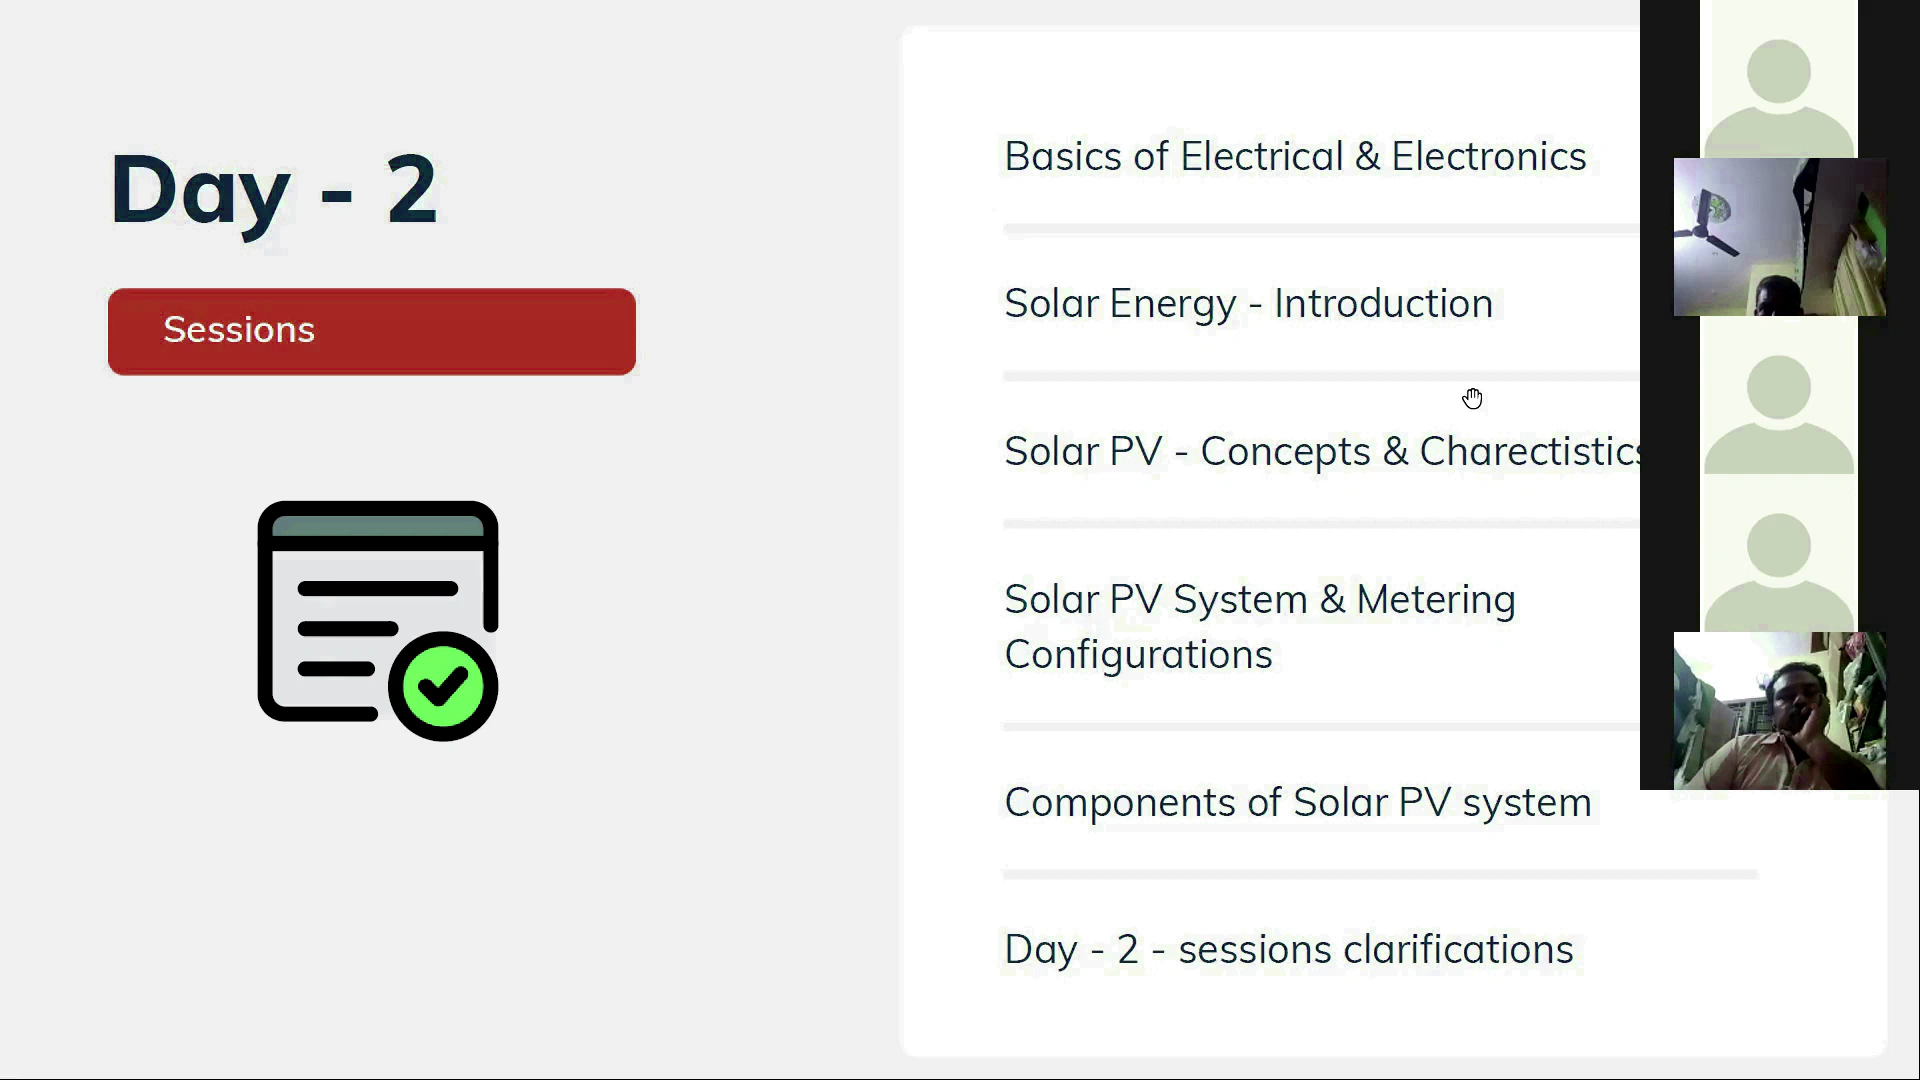 Day - 2
Sessions
Basics of Electrical & Electronics
Solar Energy - Introduction
Solar PV - Concepts & Charectistics
Solar PV System & Metering
Configurations
Components of Solar PV system
Day - 2 - sessions clarifications